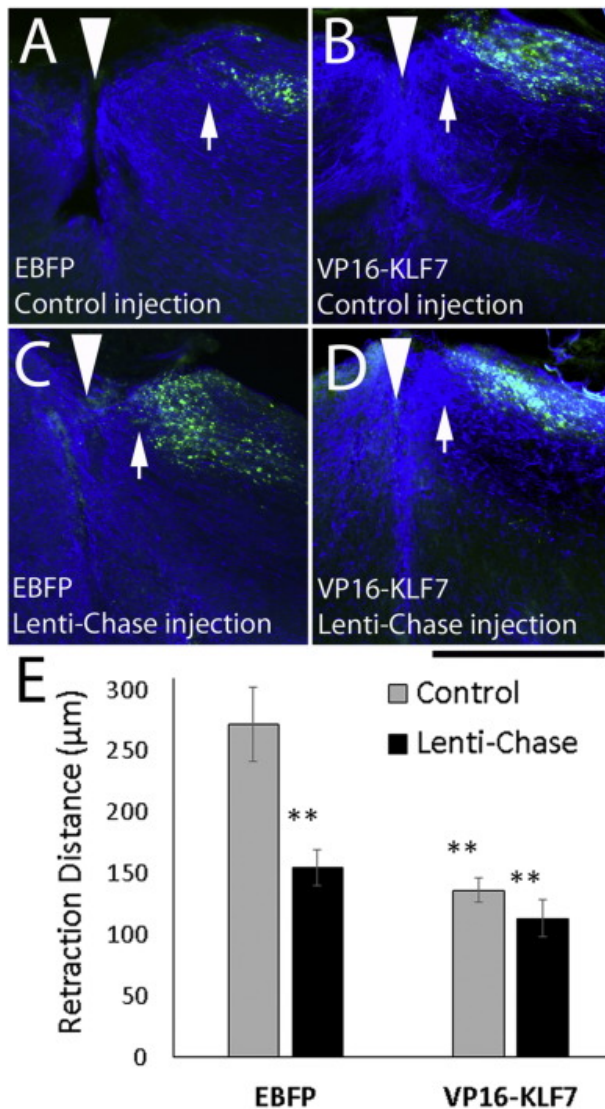 A
B
EBFP
Control injection
VP16-KLF7
Control injection
C
D
EBFP
Lenti-Chase injection
VP16-KLF7
Lenti-Chase injection
E
Retraction Distance (µm)
300
250
200
150
100
50
0
Control
Lenti-Chase
**
**
**
EBFP
VP16-KLF7